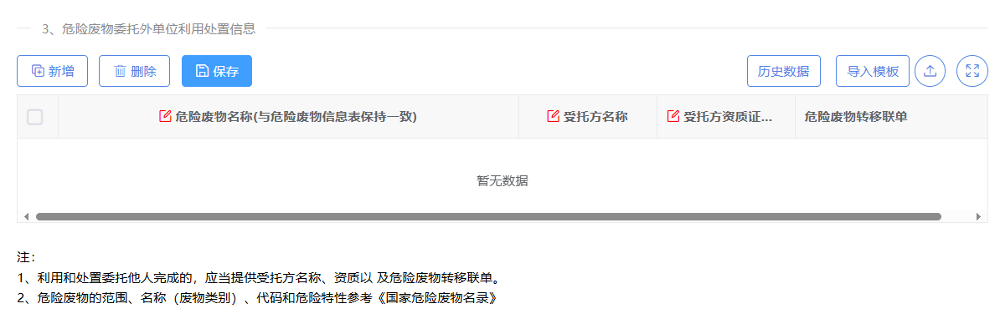 3、危险废物委托外单位利用处置信息
新增 删除 保存 历史数据 导入模板
危险废物名称(与危险废物信息表保持一致) 受托方名称 受托方资质证... 危险废物转移联单
暂无数据
注：
1、利用和处置委托他人完成的，应当提供受托方名称、资质以 及危险废物转移联单。
2、危险废物的范围、名称（废物类别）、代码和危险特性参考《国家危险废物名录》